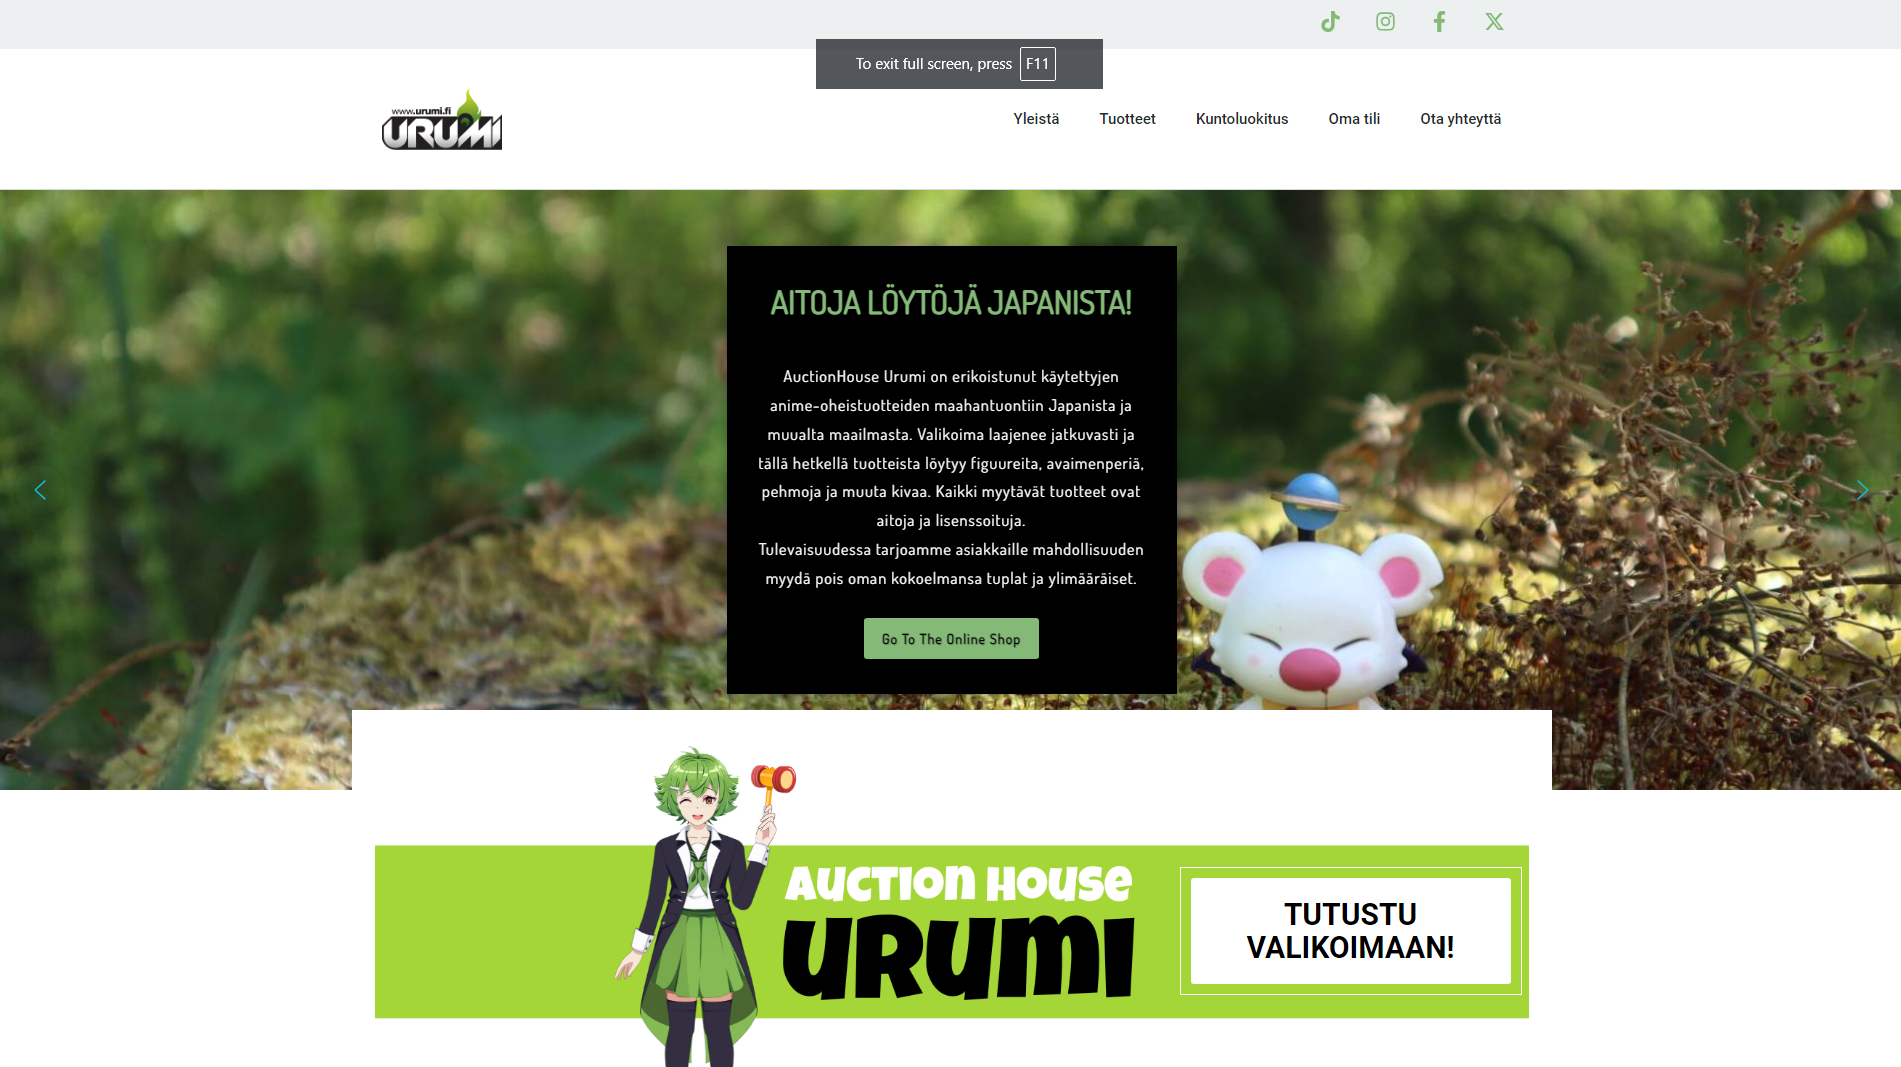 To exit full screen, press F11
www.urumi.fi
URUMI
Yleistä
Tuotteet
Kuntoluokitus
Oma tili
Ota yhteyttä
AITOJA LÖYTÖJÄ JAPANISTA!
AuctionHouse Urumi on erikoistunut käytettyjen
anime-oheistuotteiden maahantuontiin Japanista ja
muualta maailmasta. Valikoima laajenee jatkuvasti ja
tällä hetkellä tuotteista löytyy figuureita, avaimenperiä,
pehmoja ja muuta kivaa. Kaikki myytävät tuotteet ovat
aitoja ja lisenssoituja.
Tulevaisuudessa tarjoamme asiakkaille mahdollisuuden
myydä pois oman kokoelmansa tuplat ja ylimääräiset.
Go To The Online Shop
AUCTION HOUSE
URUMI
TUTUSTU
VALIKOIMAAN!